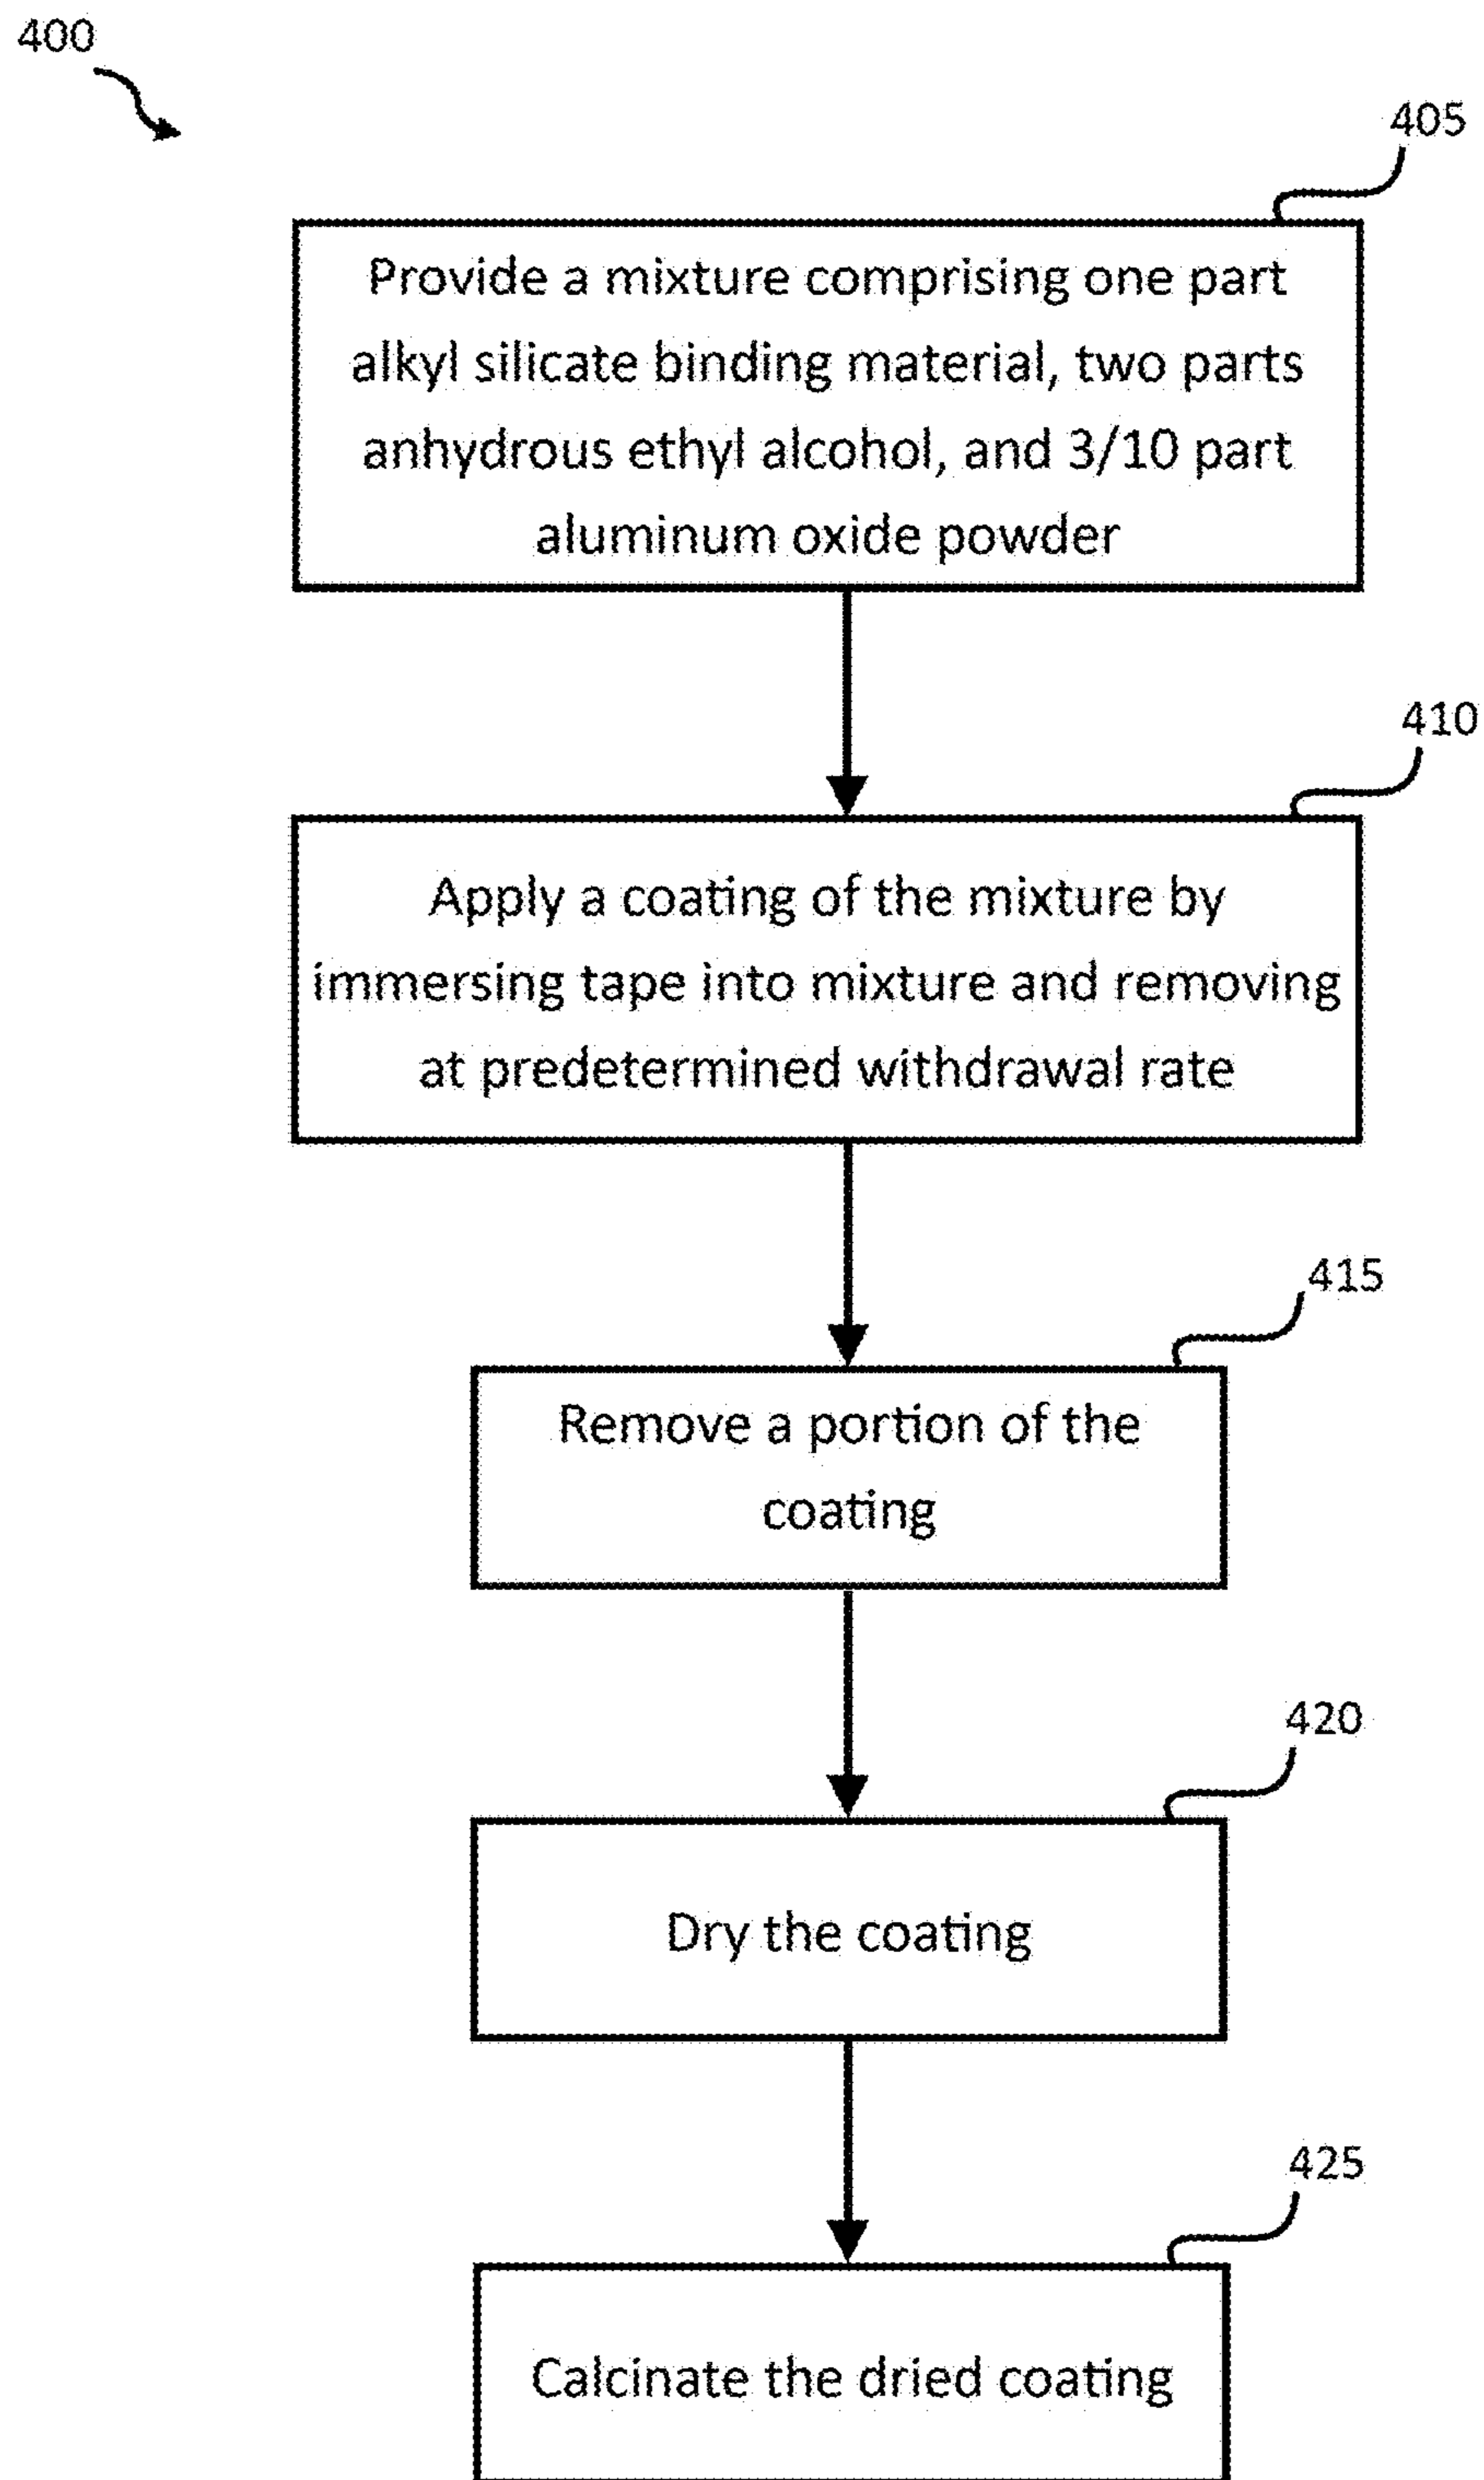 400
405
Provide a mixture comprising one part
alkyl silicate binding material, two parts
anhydrous ethyl alcohol, and 3/10 part
aluminum oxide powder
410
Apply a coating of the mixture by
immersing tape into mixture and removing
at predetermined withdrawal rate
415
Remove a portion of the
coating
420
Dry the coating
425
Calcinate the dried coating